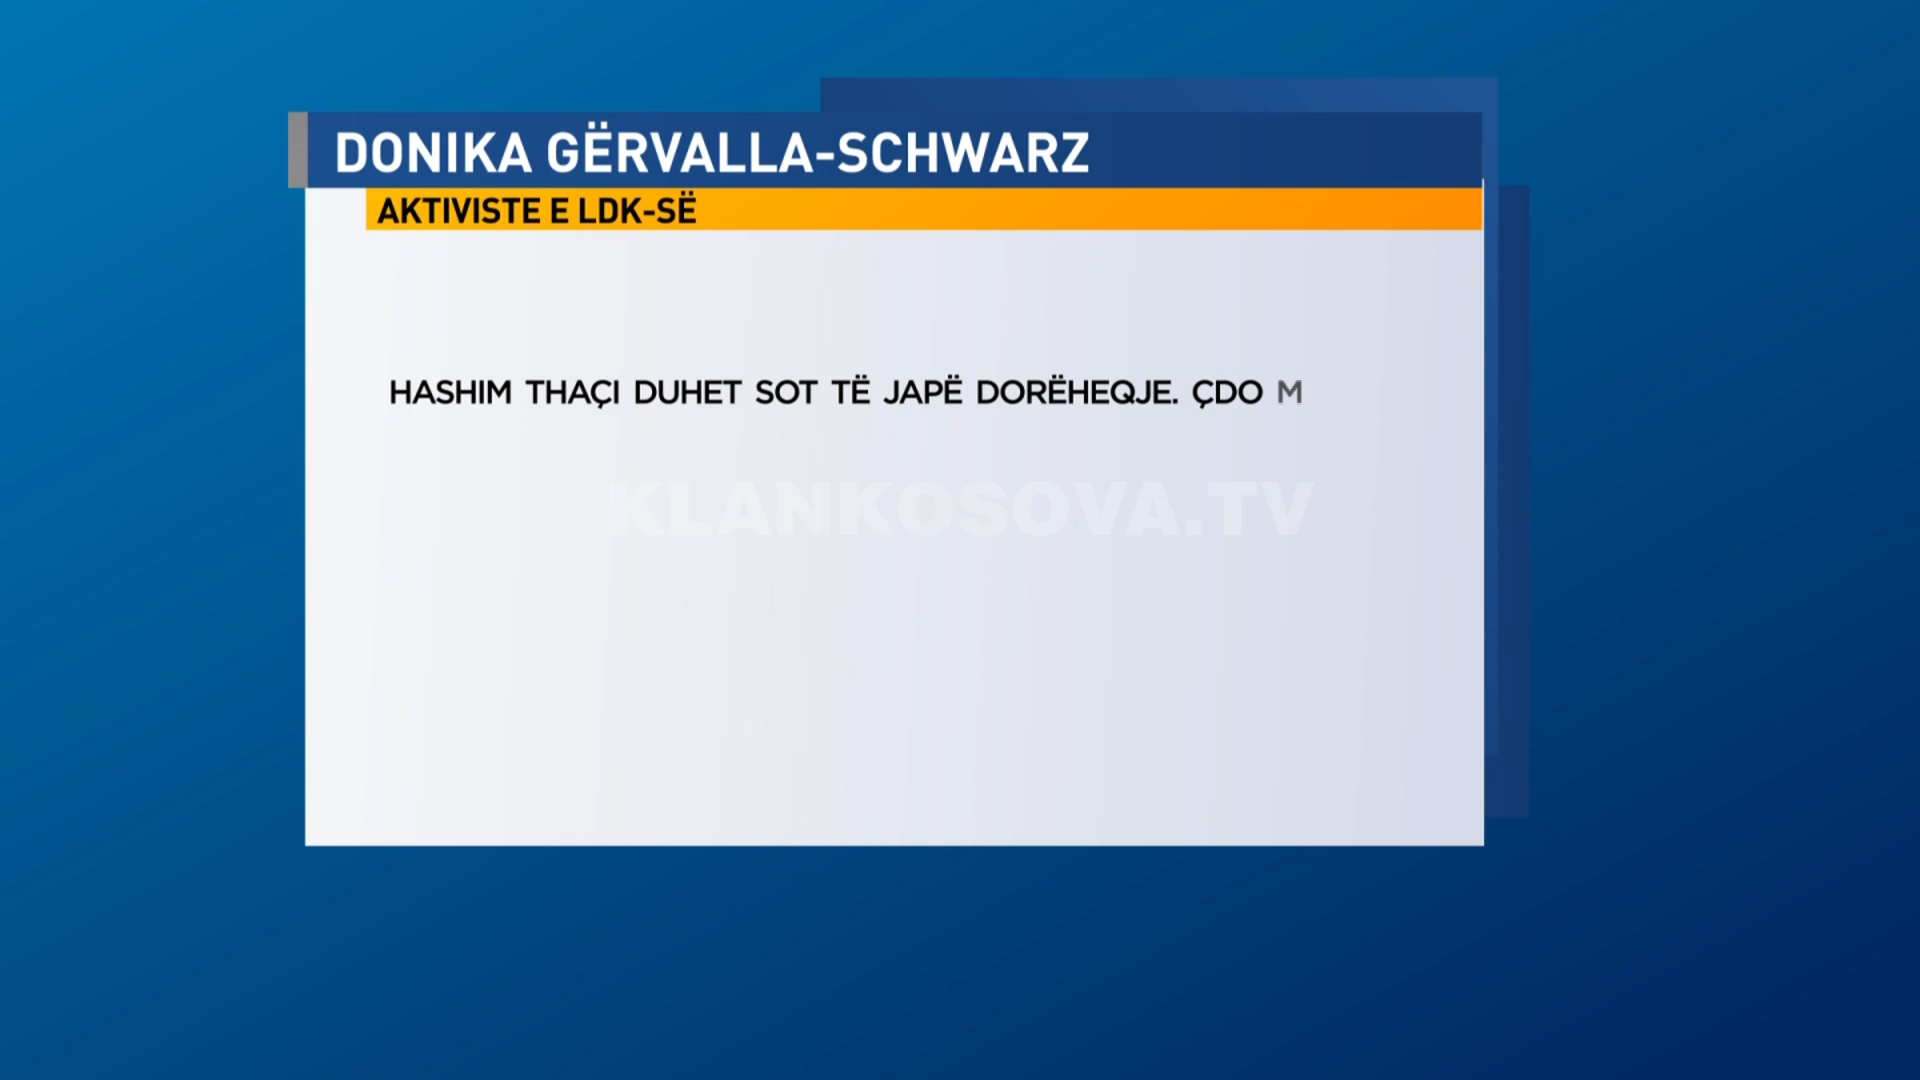 DONIKA GËRVALLA-SCHWARZ
AKTIVISTE E LDK-SË
HASHIM THAÇI DUHET SOT TË JAPË DORËHEQJE. ÇDO M
KLANKOSOVA.TV